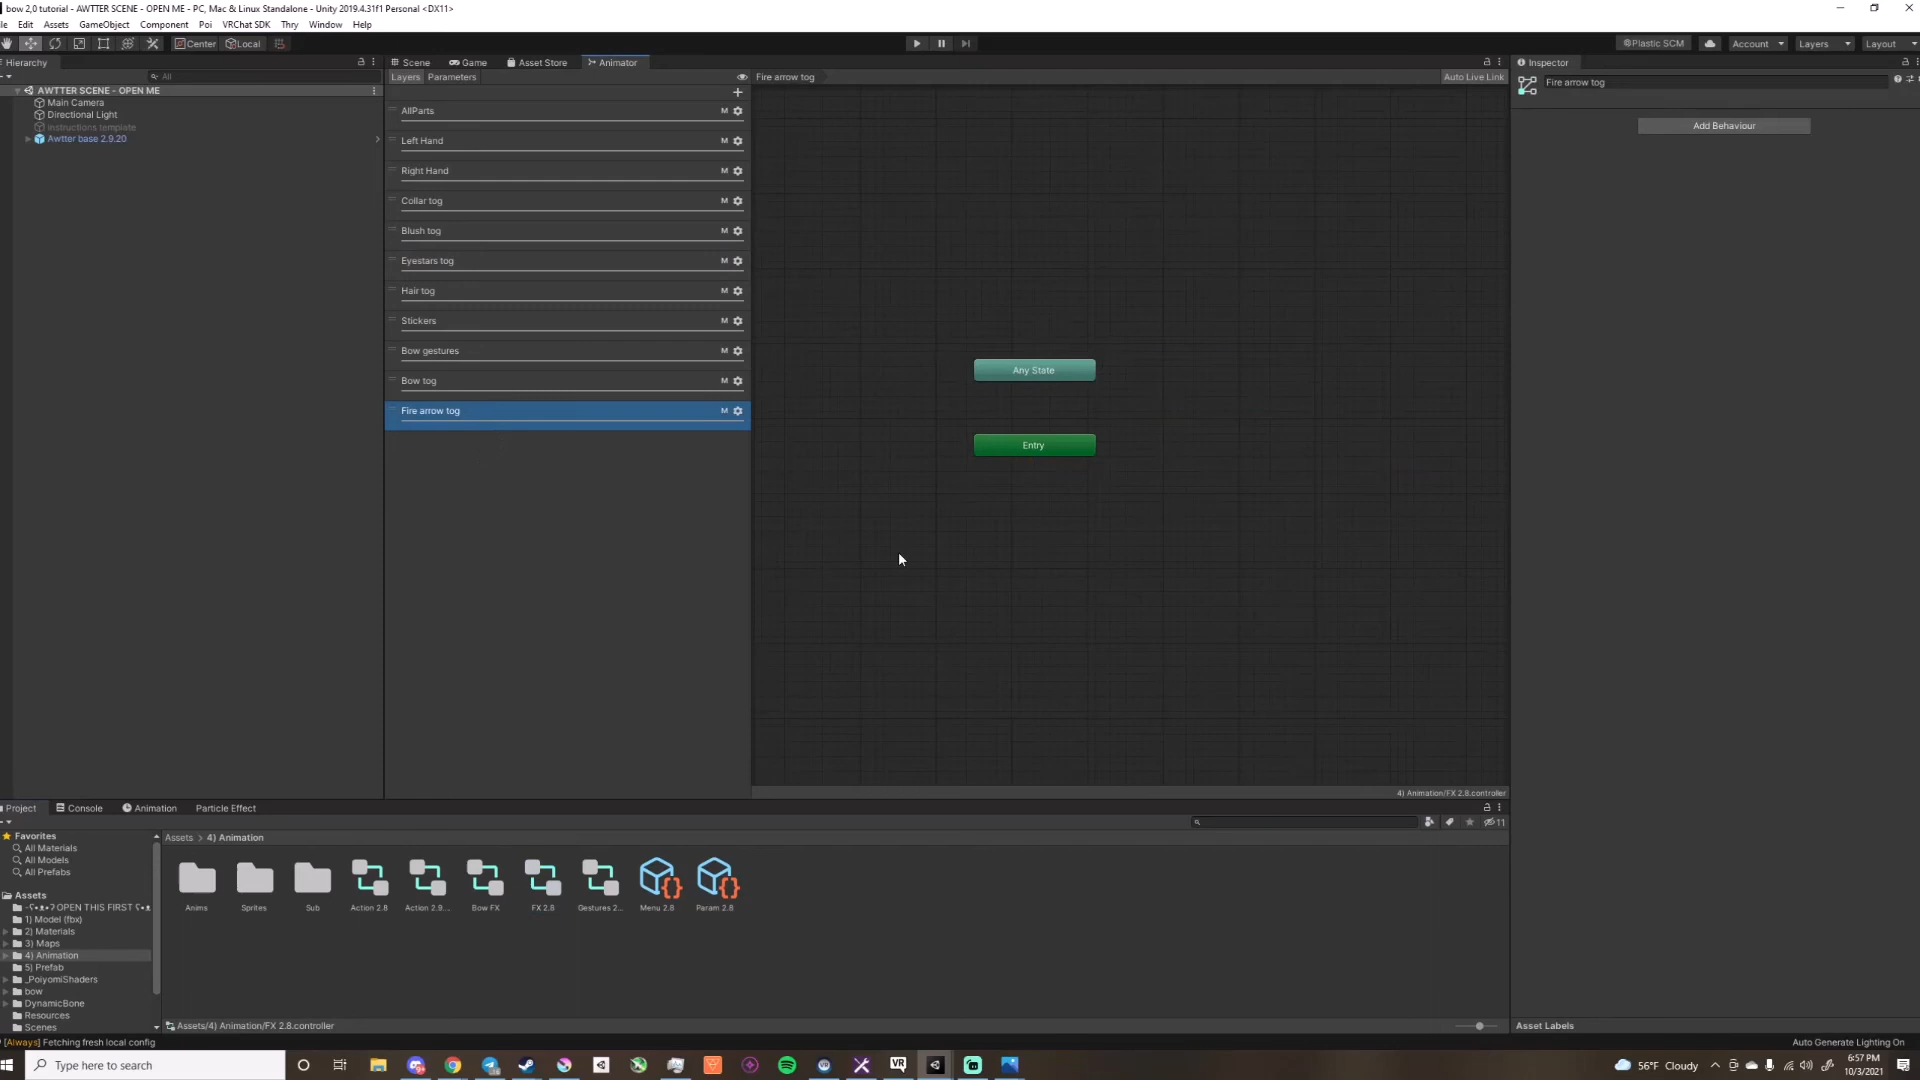 bow 2,0 tutorial - AWTTER SCENE - OPEN ME - PC, Mac & Linux Standalone - Unity 2019.4.31f1 Personal <DX11>
le Edit Assets GameObject Component Poi VRChat SDK Thry Window Help
Center Local Plastic SCM Account Layers Layout
Hierarchy Scene Game Asset Store Animator Inspector
All Layers Parameters Fire arrow tog Auto Live Link Fire arrow tog
AWTTER SCENE - OPEN ME
Main Camera
Directional Light
Instructions template
Awtter base 2.9.20
AllParts M
Left Hand M
Right Hand M
Collar tog M
Blush tog M
Eyestars tog M
Hair tog M
Stickers M
Bow gestures M
Bow tog M
Fire arrow tog M
Any State
Entry
Add Behaviour
4) Animation/FX 2.8.controller
Project Console Animation Particle Effect
11
Favorites
All Materials
All Models
All Prefabs
Assets
OPEN THIS FIRST
1) Model (fbx)
2) Materials
3) Maps
4) Animation
5) Prefab
_PoiyomiShaders
bow
DynamicBone
Resources
Scenes
Assets > 4) Animation
Anims Sprites Sub Action 2.8 Action 2.9... Bow FX FX 2.8 Gestures 2... Menu 2.8 Param 2.8
Assets/4) Animation/FX 2.8.controller
Asset Labels
[Always] Fetching fresh local config
Auto Generate Lighting On
Type here to search
VR
56°F Cloudy
6:57 PM
10/3/2021